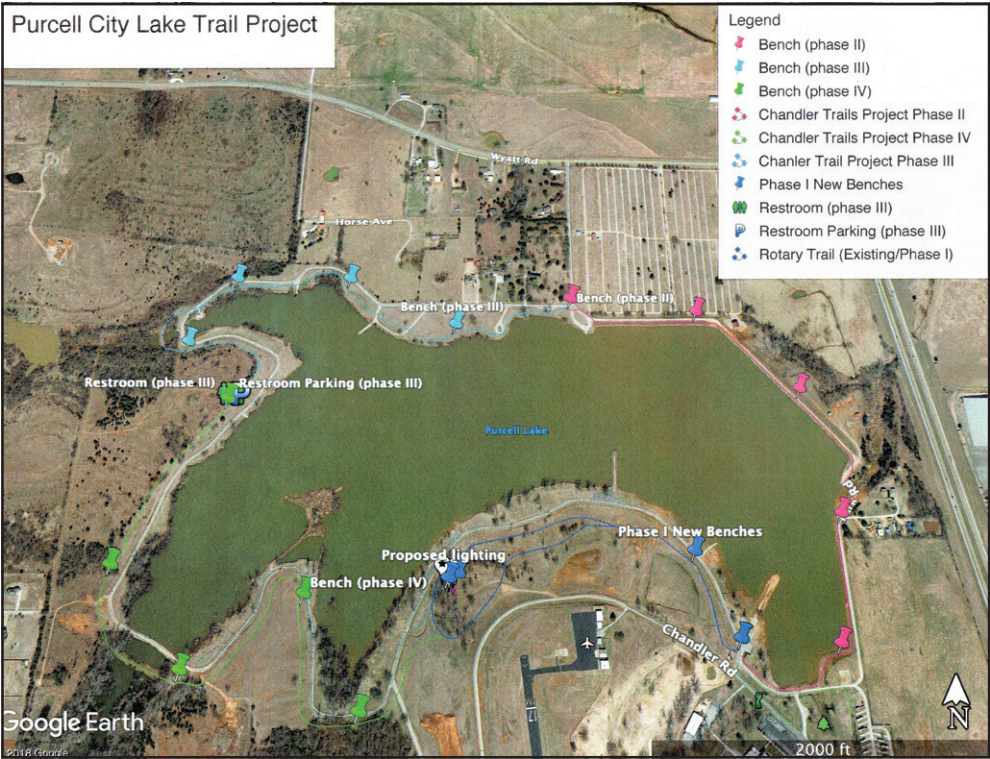 Purcell City Lake Trail Project
Legend
Bench (phase II)
Bench (phase III)
Bench (phase IV)
Chandler Trails Project Phase II
Chandler Trails Project Phase IV
Chanler Trail Project Phase III
Phase I New Benches
Restroom (phase III)
Restroom Parking (phase III)
Rotary Trail (Existing/Phase I)
Wyatt Rd
Horse Ave
Bench (phase III)
Bench (phase II)
Restroom (phase III)
Restroom Parking (phase III)
Purcell Lake
Rd
Phase I New Benches
Proposed lighting
Bench (phase IV)
Chandler Rd
N
Google Earth
2018 Google
2000 ft